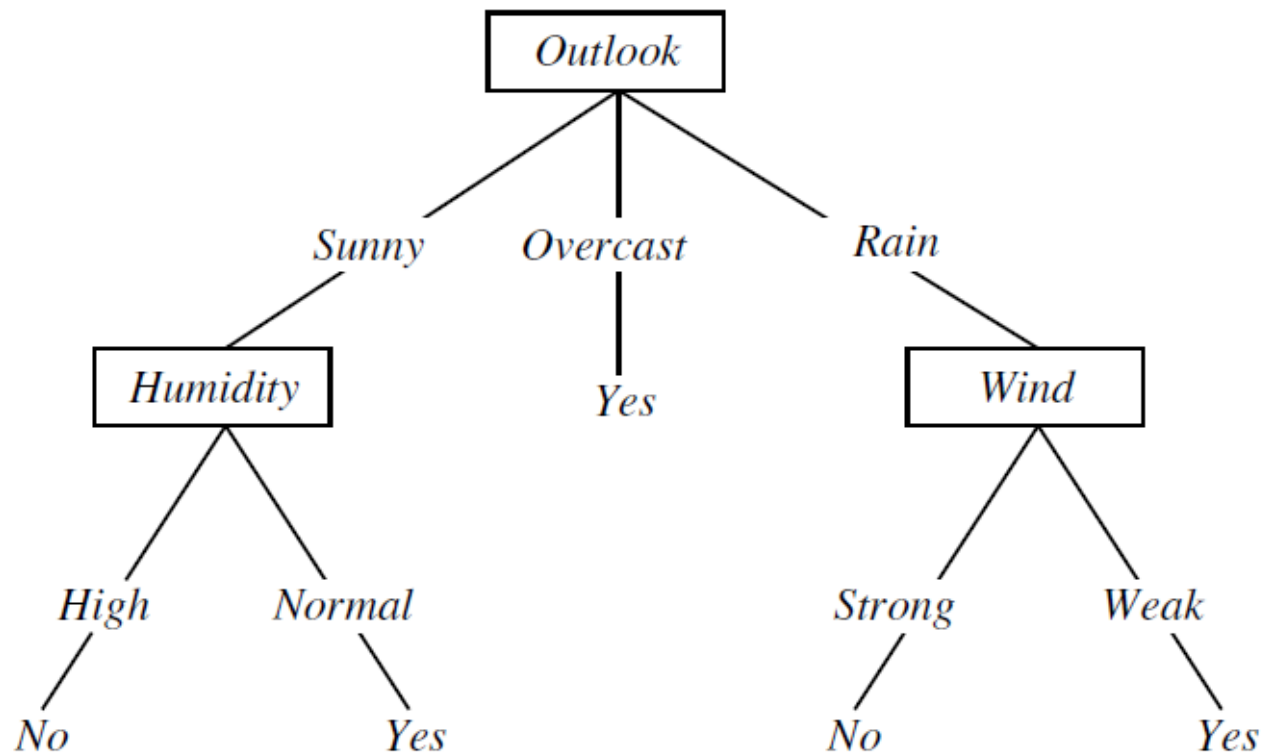 Outlook
Sunny Overcast Rain
Humidity Yes Wind
High Normal Strong Weak
No Yes No Yes